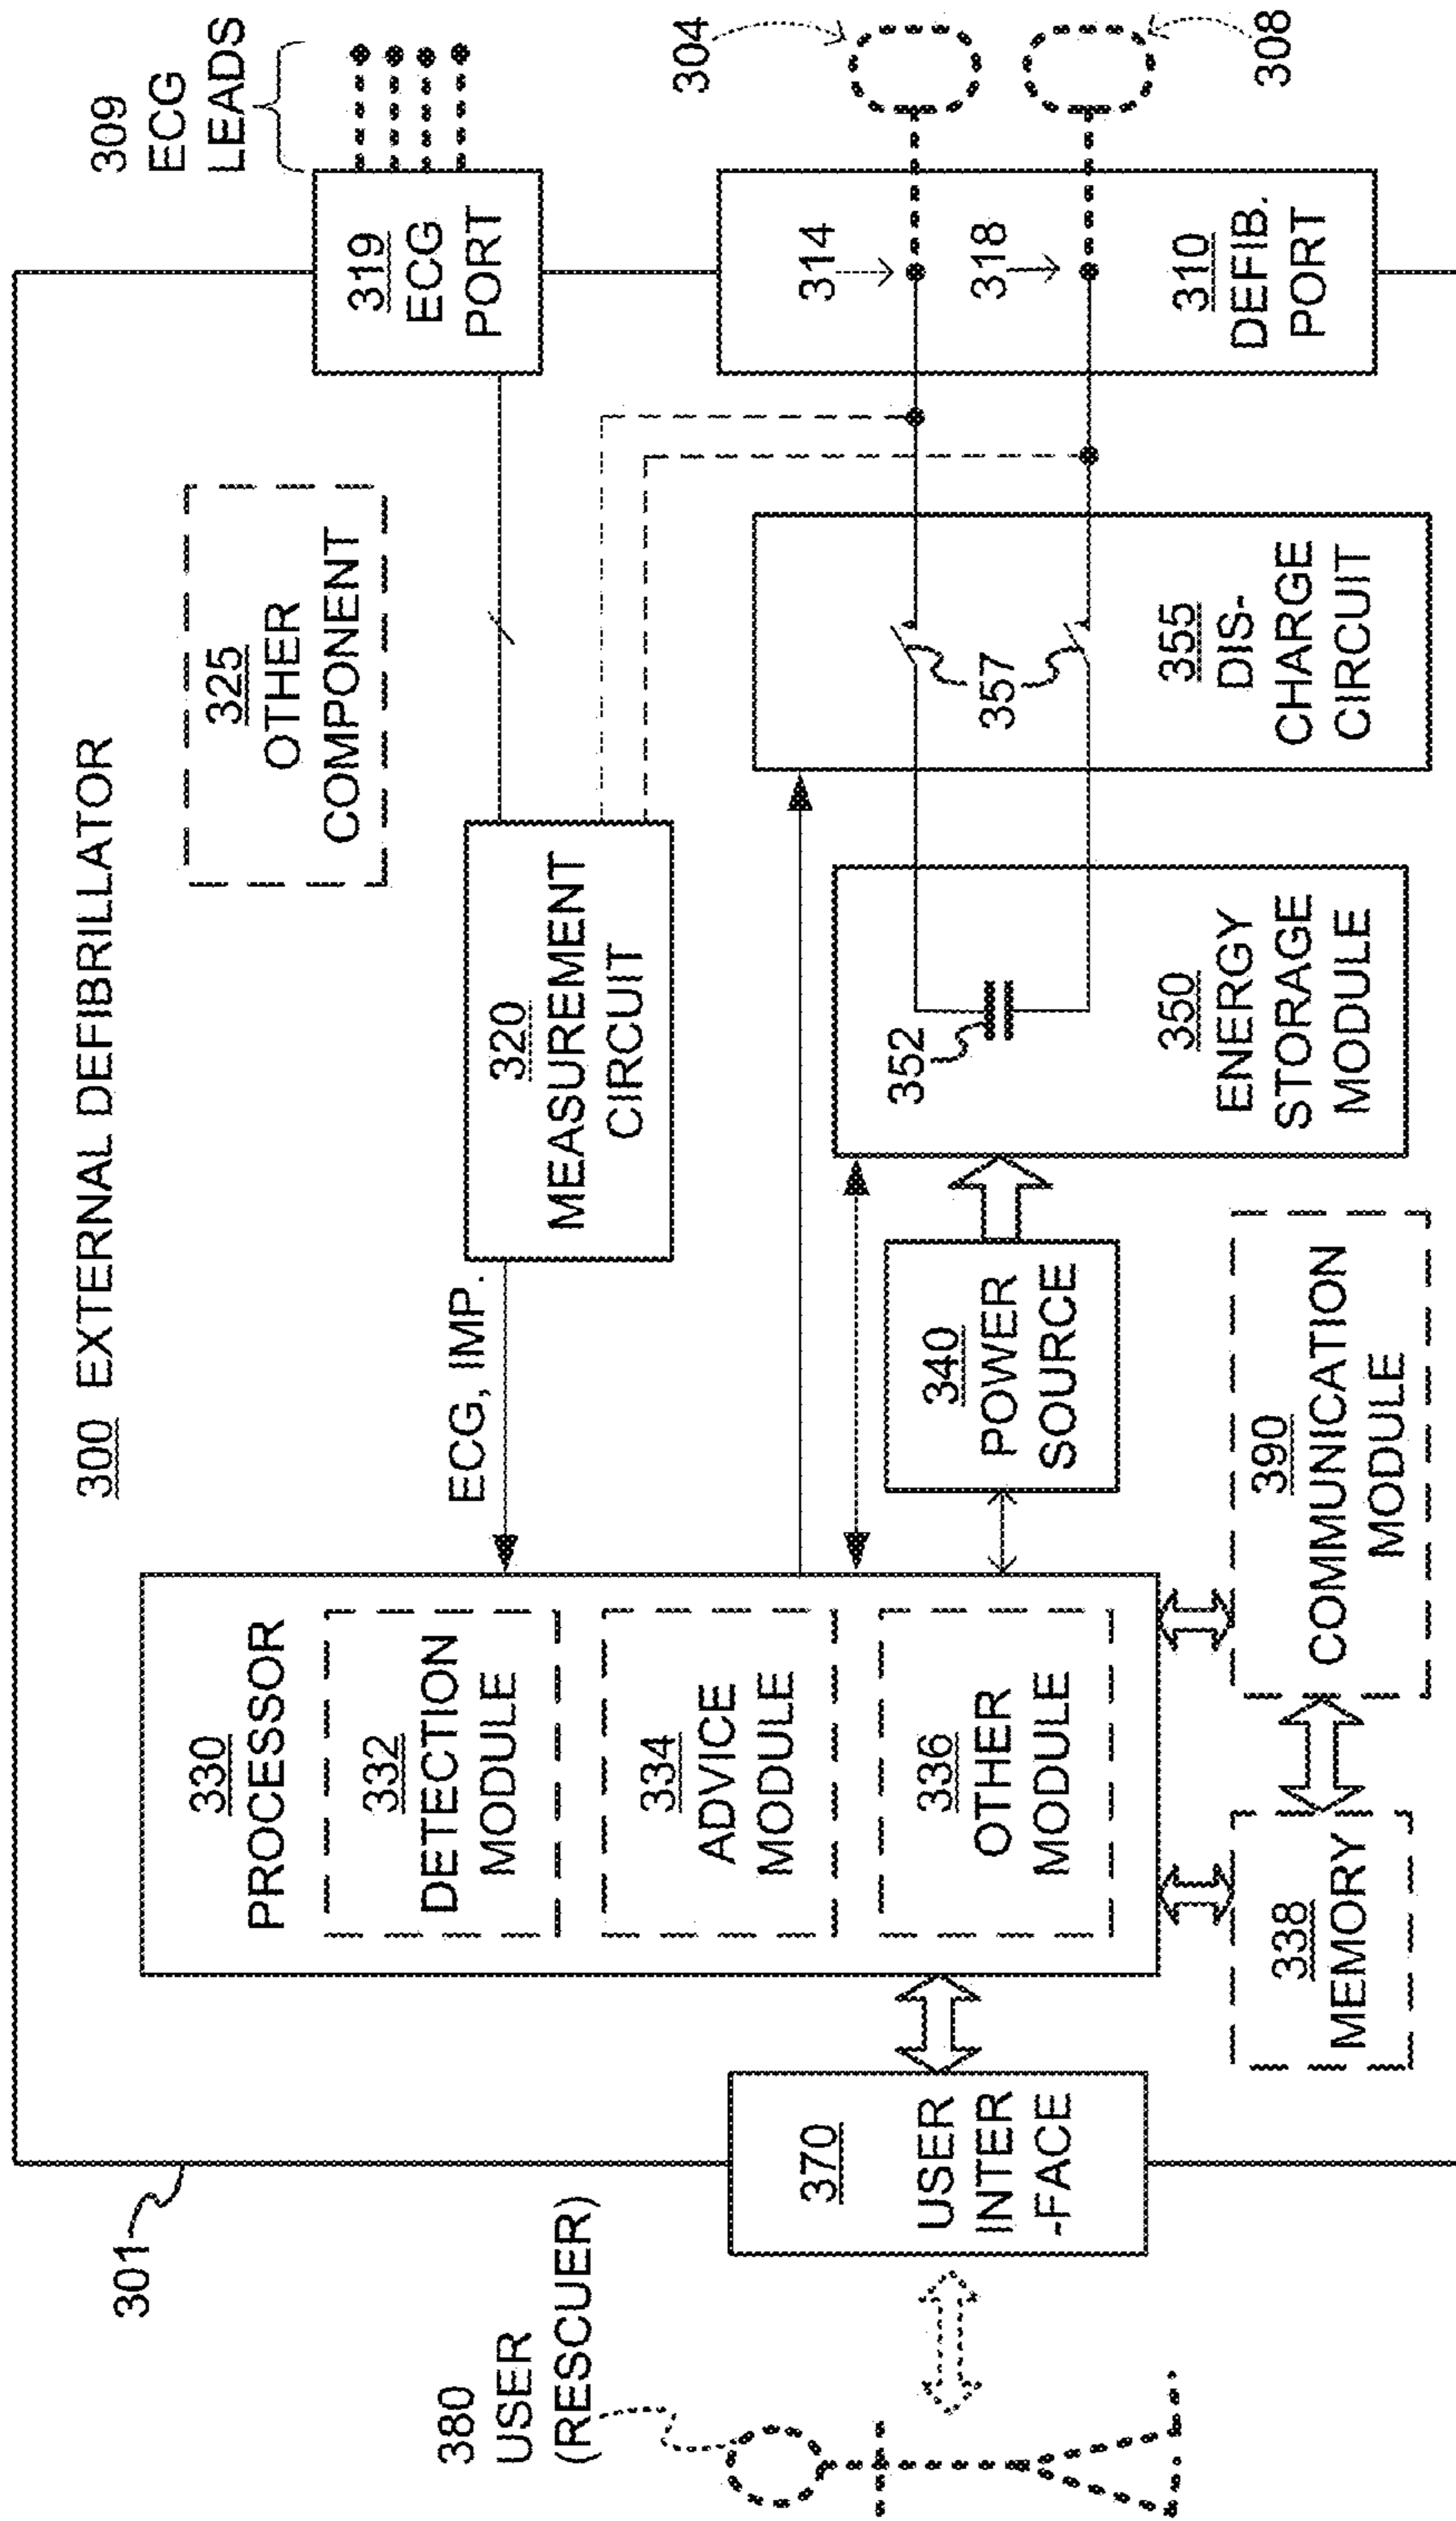 300 EXTERNAL DEFIBRILLATOR
301
309
ECG
LEADS
319
ECG
PORT
325
OTHER
COMPONENT
320
MEASUREMENT
CIRCUIT
ECG, IMP.
330
PROCESSOR
332
DETECTION
MODULE
334
ADVICE
MODULE
336
OTHER
MODULE
380
USER
(RESCUER)
370
USER
INTER
-FACE
338
MEMORY
390
COMMUNICATION
MODULE
340
POWER
SOURCE
352
350
ENERGY
STORAGE
MODULE
357
355
DIS-
CHARGE
CIRCUIT
314
318
310
DEFIB.
PORT
304
308